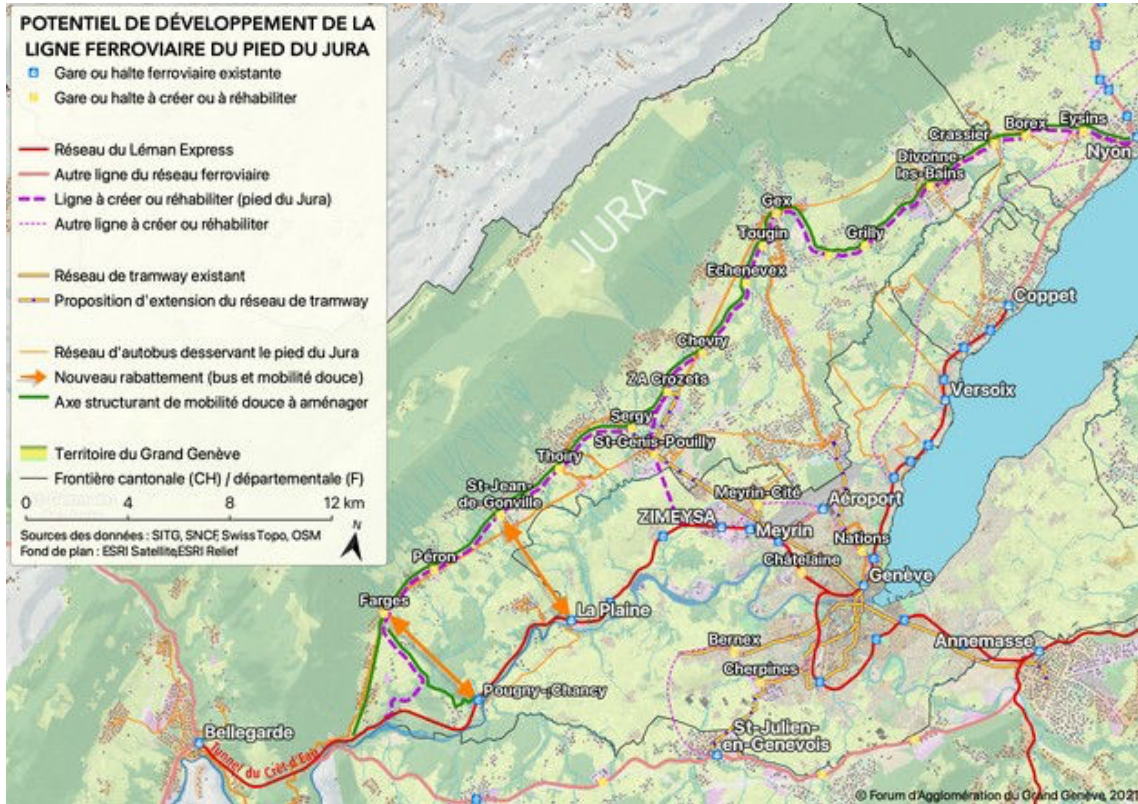 POTENTIEL DE DÉVELOPPEMENT DE LA
LIGNE FERROVIAIRE DU PIED DU JURA
Gare ou halte ferroviaire existante
Gare ou halte à créer ou à réhabiliter
Réseau du Léman Express
Autre ligne du réseau ferroviaire
Ligne à créer ou réhabiliter (pied du Jura)
Autre ligne à créer ou réhabiliter
Réseau de tramway existant
Proposition d'extension du réseau de tramway
Réseau d'autobus desservant le pied du Jura
Nouveau rabattement (bus et mobilité douce)
Axe structurant de mobilité douce à aménager
Territoire du Grand Genève
Frontière cantonale (CH) / départementale (F)
0 4 8 12 km
N
Sources des données : SITG, SNCF, Swiss Topo, OSM
Fond de plan : ESRI Satellite,ESRI Relief
JURA
Eysins
Borex
Crassier
Nyon
Divonne-
les-Bains
Gex
Tougin
Grilly
Echenevex
Coppet
Chevry
ZA Crozets
Versoix
Sergy
St-Genis-Pouilly
Thoiry
St-Jean-
de-Gonville
Meyrin-Cité
Aéroport
ZIMEYSA
Meyrin
Nations
Péron
Châtelaine
Genève
Farges
La Plaine
Bernex
Annemasse
Cherpines
Pougny-Chancy
Bellegarde
Tunnel du Crêt-d'Eau
St-Julien-
en-Genevois
© Forum d'Agglomération du Grand Genève, 2021